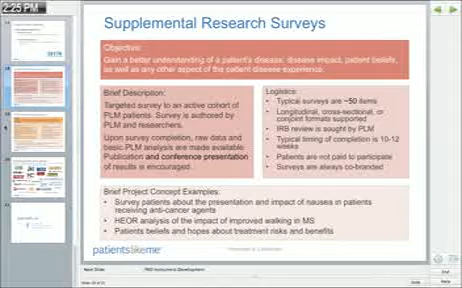 2:25 PM
Supplemental Research Surveys
Objective:
Gain a better understanding of a patient's disease, disease impact, patient beliefs,
as well as any other aspect of the patient disease experience.
Brief Description:
Targeted survey to an active cohort of
PLM patients. Survey is authored by
PLM and researchers.
Upon survey completion, raw data and
basic PLM analysis are made available.
Publication and conference presentation
of results is encouraged.
Logistics:
• Typical surveys are ~50 items
• Longitudinal, cross-sectional, or
conjoint formats supported
• IRB review is sought by PLM
• Typical timing of completion is 10-12
weeks
• Patients are not paid to participate
• Surveys are always co-branded
Brief Project Concept Examples:
• Survey patients about the presentation and impact of nausea in patients
receiving anti-cancer agents
• HEOR analysis of the impact of improved walking in MS
• Patients beliefs and hopes about treatment risks and benefits
patientslikeme
Next Slide